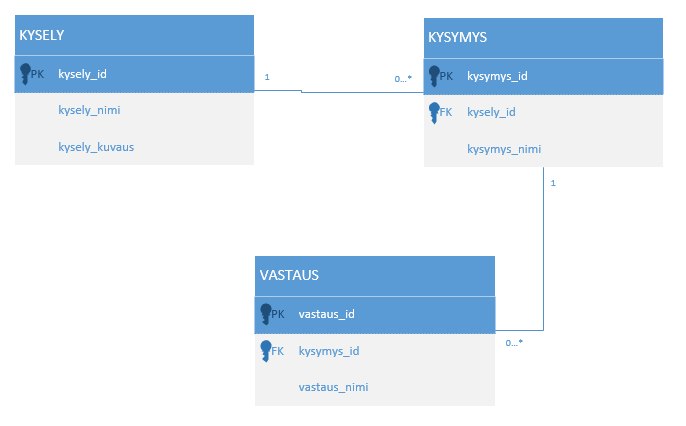 KYSELY
PK kysely_id
kysely_nimi
kysely_kuvaus
1
0...*
KYSYMYS
PK kysymys_id
FK kysely_id
kysymys_nimi
1
VASTAUS
PK vastaus_id
FK kysymys_id
vastaus_nimi
0...*